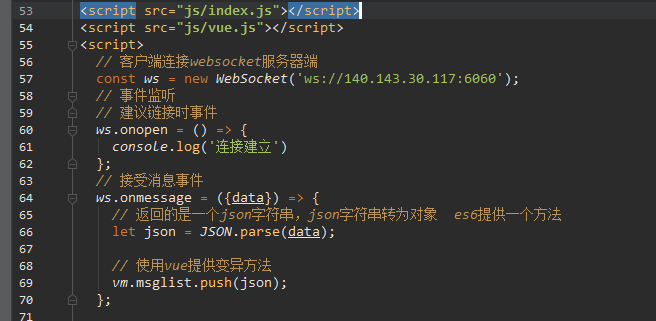 53 <script src="js/index.js"></script>
54 <script src="js/vue.js"></script>
55 <script>
56 // 客户端连接websocket服务器端
57 const ws = new WebSocket('ws://140.143.30.117:6060');
58 // 事件监听
59 // 建议链接时事件
60 ws.onopen = () => {
61 console.log('连接建立')
62 };
63 // 接受消息事件
64 ws.onmessage = ({data}) => {
65 // 返回的是一个json字符串，json字符串转为对象 es6提供一个方法
66 let json = JSON.parse(data);
67
68 // 使用vue提供变异方法
69 vm.msglist.push(json);
70 };
71